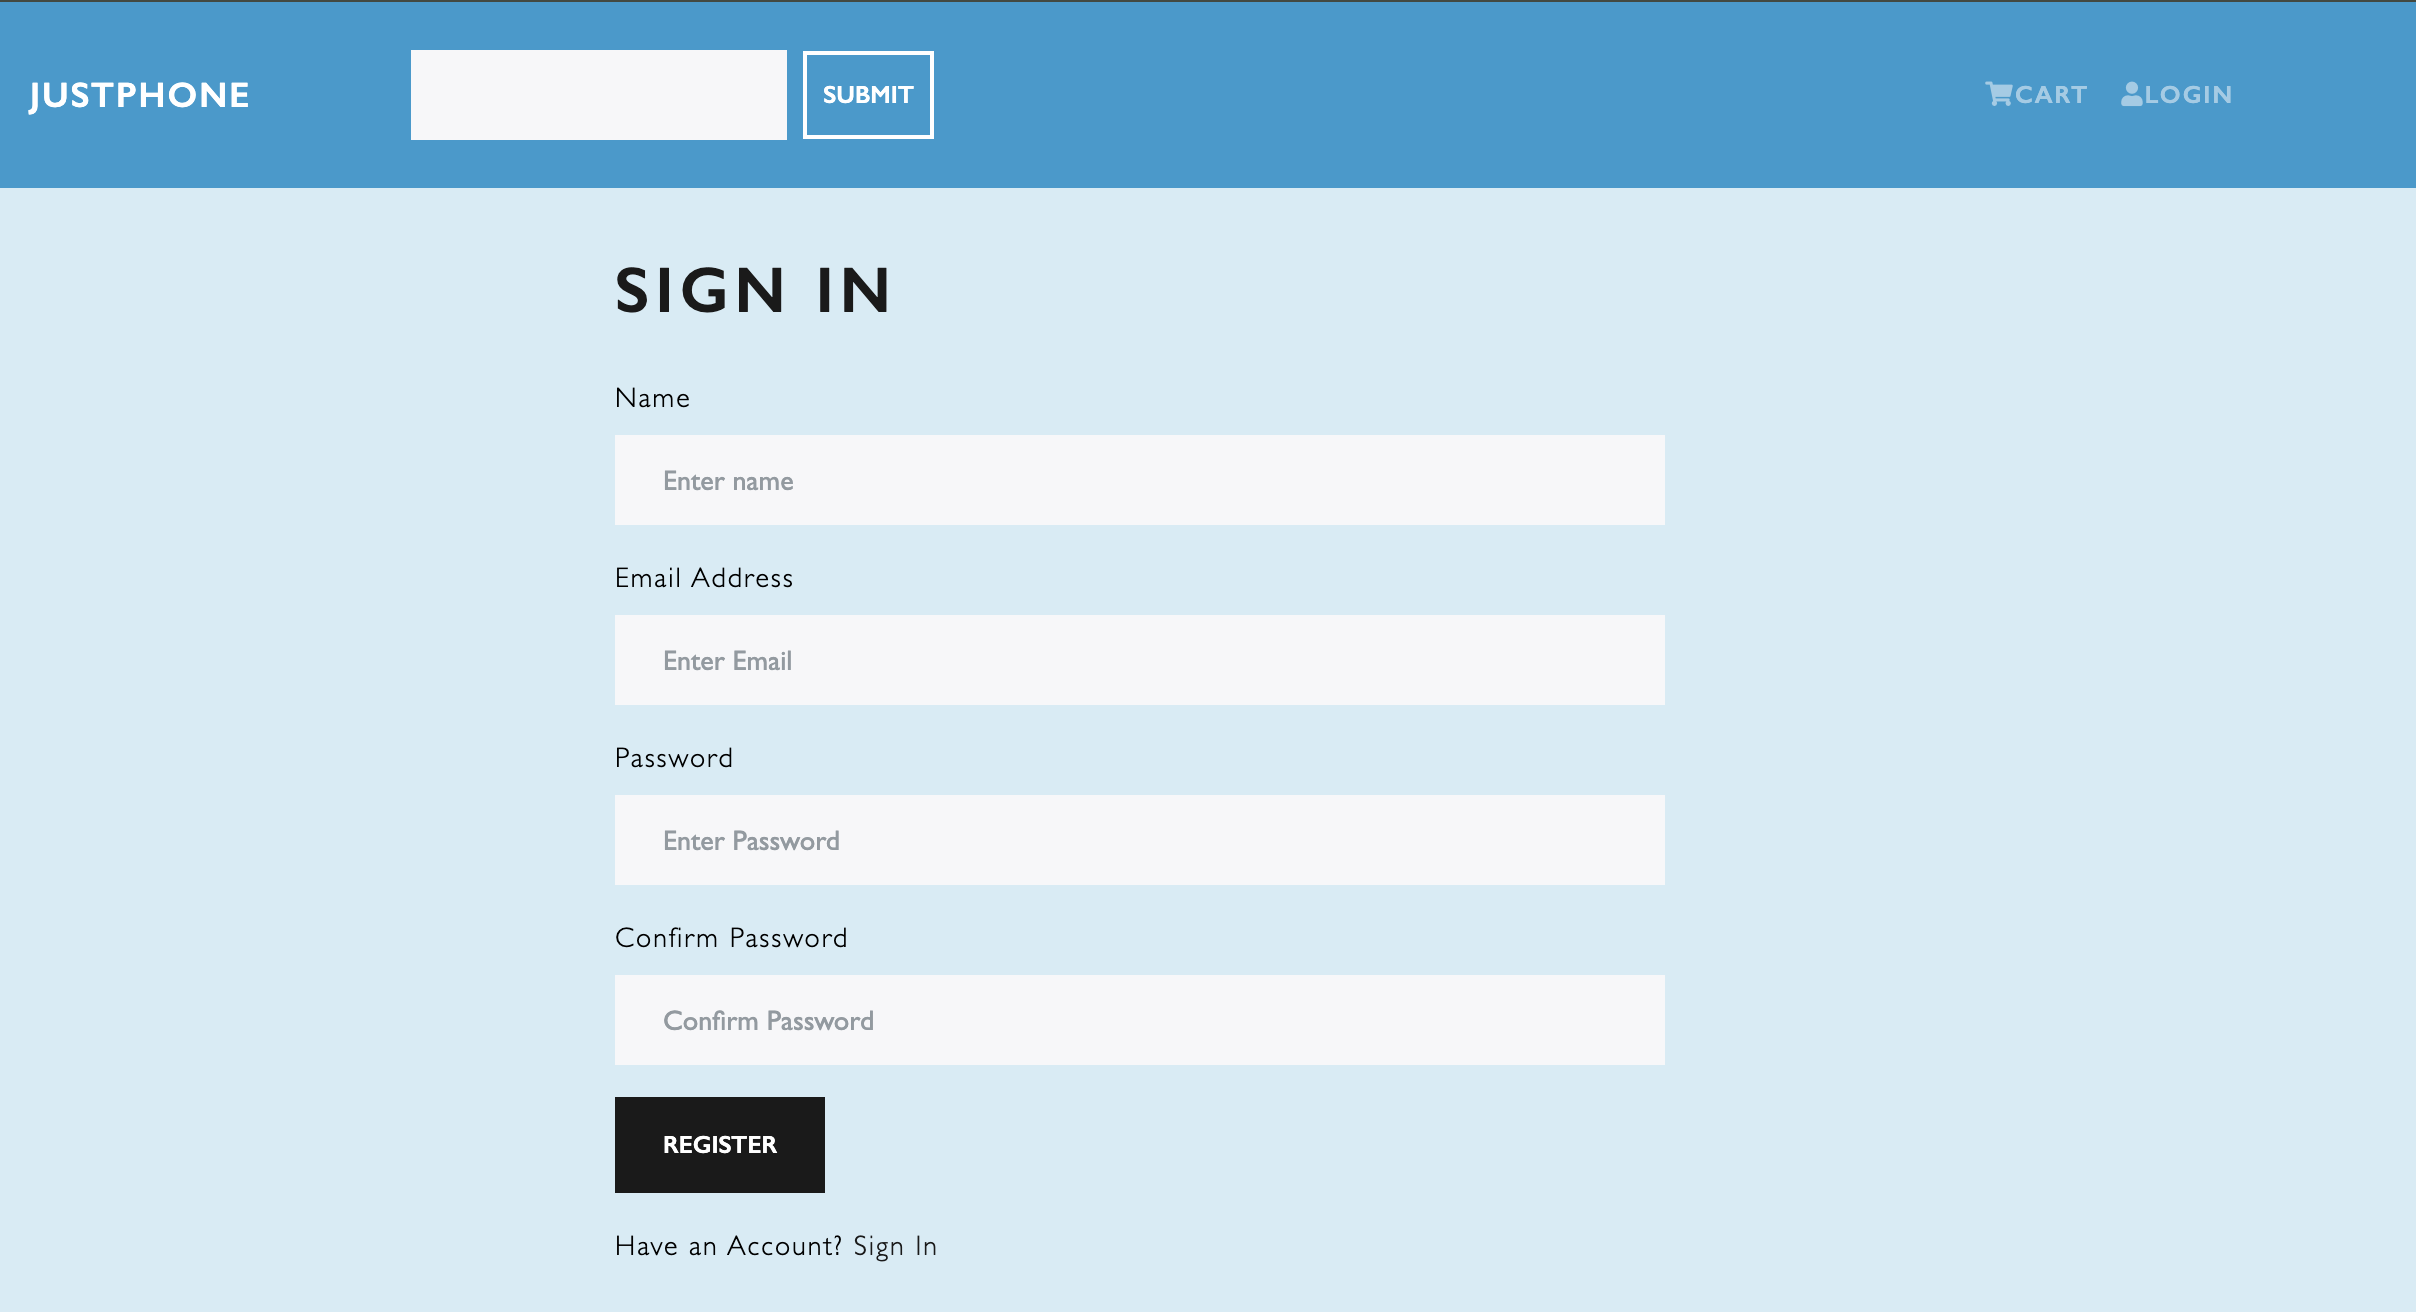 JUSTPHONE SUBMIT CART LOGIN
SIGN IN
Name
Enter name
Email Address
Enter Email
Password
Enter Password
Confirm Password
Confirm Password
REGISTER
Have an Account? Sign In